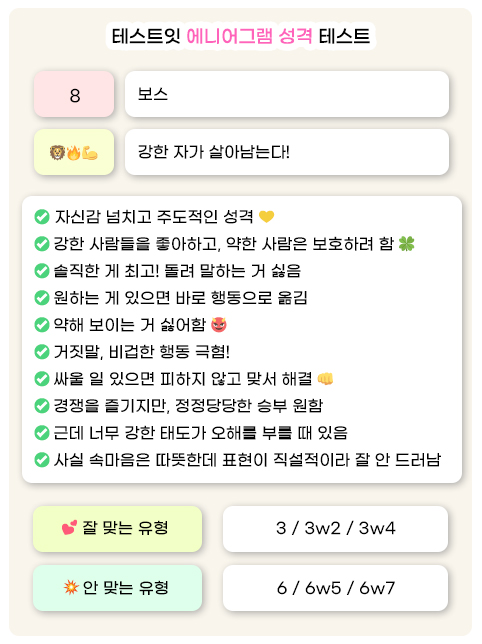 테스트잇 에니어그램 성격 테스트
8
보스
🦁🔥💪
강한 자가 살아남는다!
✅ 자신감 넘치고 주도적인 성격 💛
✅ 강한 사람들을 좋아하고, 약한 사람은 보호하려 함 🍀
✅ 솔직한 게 최고! 돌려 말하는 거 싫음
✅ 원하는 게 있으면 바로 행동으로 옮김
✅ 약해 보이는 거 싫어함 👹
✅ 거짓말, 비겁한 행동 극혐!
✅ 싸울 일 있으면 피하지 않고 맞서 해결 👊
✅ 경쟁을 즐기지만, 정정당당한 승부 원함
✅ 근데 너무 강한 태도가 오해를 부를 때 있음
✅ 사실 속마음은 따뜻한데 표현이 직설적이라 잘 안 드러남
💕 잘 맞는 유형
3 / 3w2 / 3w4
💥 안 맞는 유형
6 / 6w5 / 6w7